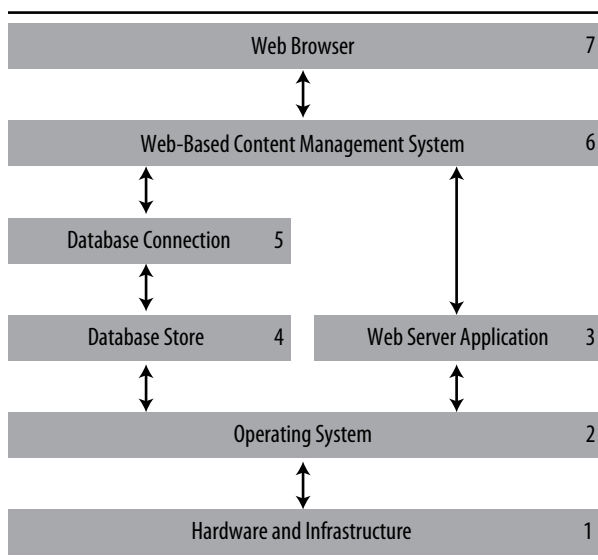 Web Browser 7
Web-Based Content Management System 6
Database Connection 5
Database Store 4
Web Server Application 3
Operating System 2
Hardware and Infrastructure 1